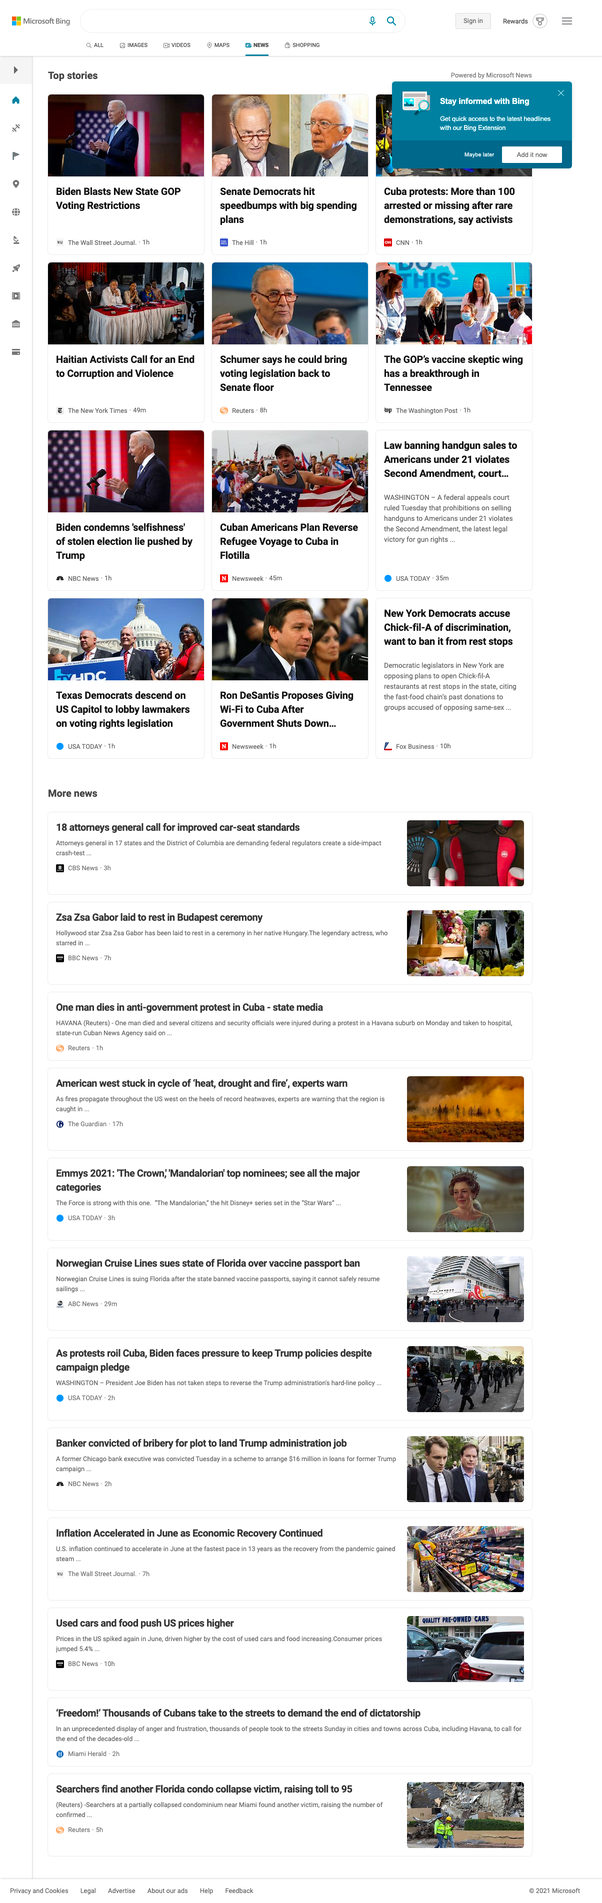 Microsoft Bing
Sign in
Rewards
ALL
IMAGES
VIDEOS
MAPS
NEWS
SHOPPING
Top stories
Powered by Microsoft News
Stay informed with Bing
Get quick access to the latest headlines
with our Bing Extension
Maybe later
Add it now
Biden Blasts New State GOP
Voting Restrictions
The Wall Street Journal. · 1h
Senate Democrats hit
speedbumps with big spending
plans
The Hill · 1h
Cuba protests: More than 100
arrested or missing after rare
demonstrations, say activists
CNN · 1h
Haitian Activists Call for an End
to Corruption and Violence
The New York Times · 49m
Schumer says he could bring
voting legislation back to
Senate floor
Reuters · 8h
THIS
The GOP's vaccine skeptic wing
has a breakthrough in
Tennessee
The Washington Post · 1h
Biden condemns 'selfishness'
of stolen election lie pushed by
Trump
NBC News · 1h
Cuban Americans Plan Reverse
Refugee Voyage to Cuba in
Flotilla
Newsweek · 45m
Law banning handgun sales to
Americans under 21 violates
Second Amendment, court...
WASHINGTON – A federal appeals court
ruled Tuesday that prohibitions on selling
handguns to Americans under 21 violates
the Second Amendment, the latest legal
victory for gun rights ...
USA TODAY · 35m
Texas Democrats descend on
US Capitol to lobby lawmakers
on voting rights legislation
USA TODAY · 1h
Ron DeSantis Proposes Giving
Wi-Fi to Cuba After
Government Shuts Down...
Newsweek · 1h
New York Democrats accuse
Chick-fil-A of discrimination,
want to ban it from rest stops
Democratic legislators in New York are
opposing plans to open Chick-fil-A
restaurants at rest stops in the state, citing
the fast-food chain's past donations to
groups accused of opposing same-sex ...
Fox Business · 10h
More news
18 attorneys general call for improved car-seat standards
Attorneys general in 17 states and the District of Columbia are demanding federal regulators create a side-impact
crash-test ...
CBS News · 3h
Zsa Zsa Gabor laid to rest in Budapest ceremony
Hollywood star Zsa Zsa Gabor has been laid to rest in a ceremony in her native Hungary.The legendary actress, who
starred in ...
BBC News · 7h
One man dies in anti-government protest in Cuba - state media
HAVANA (Reuters) - One man died and several citizens and security officials were injured during a protest in a Havana suburb on Monday and taken to hospital,
state-run Cuban News Agency said on ...
Reuters · 1h
American west stuck in cycle of 'heat, drought and fire', experts warn
As fires propagate throughout the US west on the heels of record heatwaves, experts are warning that the region is
caught in ...
The Guardian · 17h
Emmys 2021: 'The Crown,' 'Mandalorian' top nominees; see all the major
categories
The Force is strong with this one. "The Mandalorian," the hit Disney+ series set in the "Star Wars" ...
USA TODAY · 3h
Norwegian Cruise Lines sues state of Florida over vaccine passport ban
Norwegian Cruise Lines is suing Florida after the state banned vaccine passports, saying it cannot safely resume
sailings ...
ABC News · 29m
As protests roil Cuba, Biden faces pressure to keep Trump policies despite
campaign pledge
WASHINGTON – President Joe Biden has not taken steps to reverse the Trump administration's hard-line policy ...
USA TODAY · 2h
Banker convicted of bribery for plot to land Trump administration job
A former Chicago bank executive was convicted Tuesday in a scheme to arrange $16 million in loans for former Trump
campaign ...
NBC News · 2h
Inflation Accelerated in June as Economic Recovery Continued
U.S. inflation continued to accelerate in June at the fastest pace in 13 years as the recovery from the pandemic gained
steam ...
The Wall Street Journal. · 7h
Used cars and food push US prices higher
Prices in the US spiked again in June, driven higher by the cost of used cars and food increasing.Consumer prices
jumped 5.4% ...
BBC News · 10h
QUALITY PRE-OWNED CARS
'Freedom!' Thousands of Cubans take to the streets to demand the end of dictatorship
In an unprecedented display of anger and frustration, thousands of people took to the streets Sunday in cities and towns across Cuba, including Havana, to call for
the end of the decades-old ...
Miami Herald · 2h
Searchers find another Florida condo collapse victim, raising toll to 95
(Reuters) -Searchers at a partially collapsed condominium near Miami found another victim, raising the number of
confirmed ...
Reuters · 5h
Privacy and Cookies
Legal
Advertise
About our ads
Help
Feedback
© 2021 Microsoft